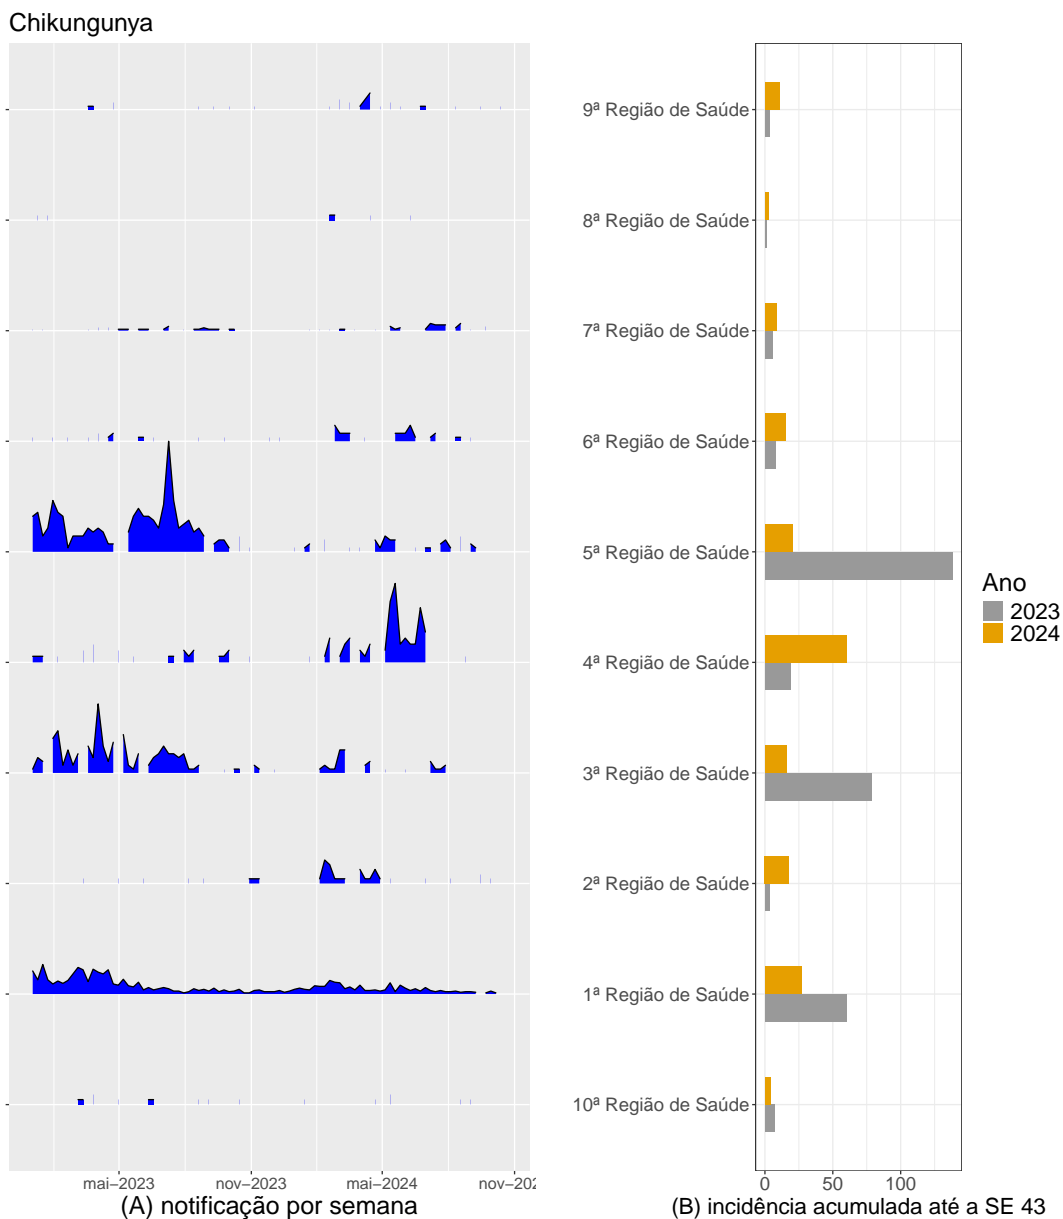 Chikungunya
9ª Região de Saúde
8ª Região de Saúde
7ª Região de Saúde
6ª Região de Saúde
5ª Região de Saúde
4ª Região de Saúde
3ª Região de Saúde
2ª Região de Saúde
1ª Região de Saúde
10ª Região de Saúde
Ano
2023
2024
mai−2023 nov−2023 mai−2024 nov−202
0 50 100
(A) notificação por semana
(B) incidência acumulada até a SE 43